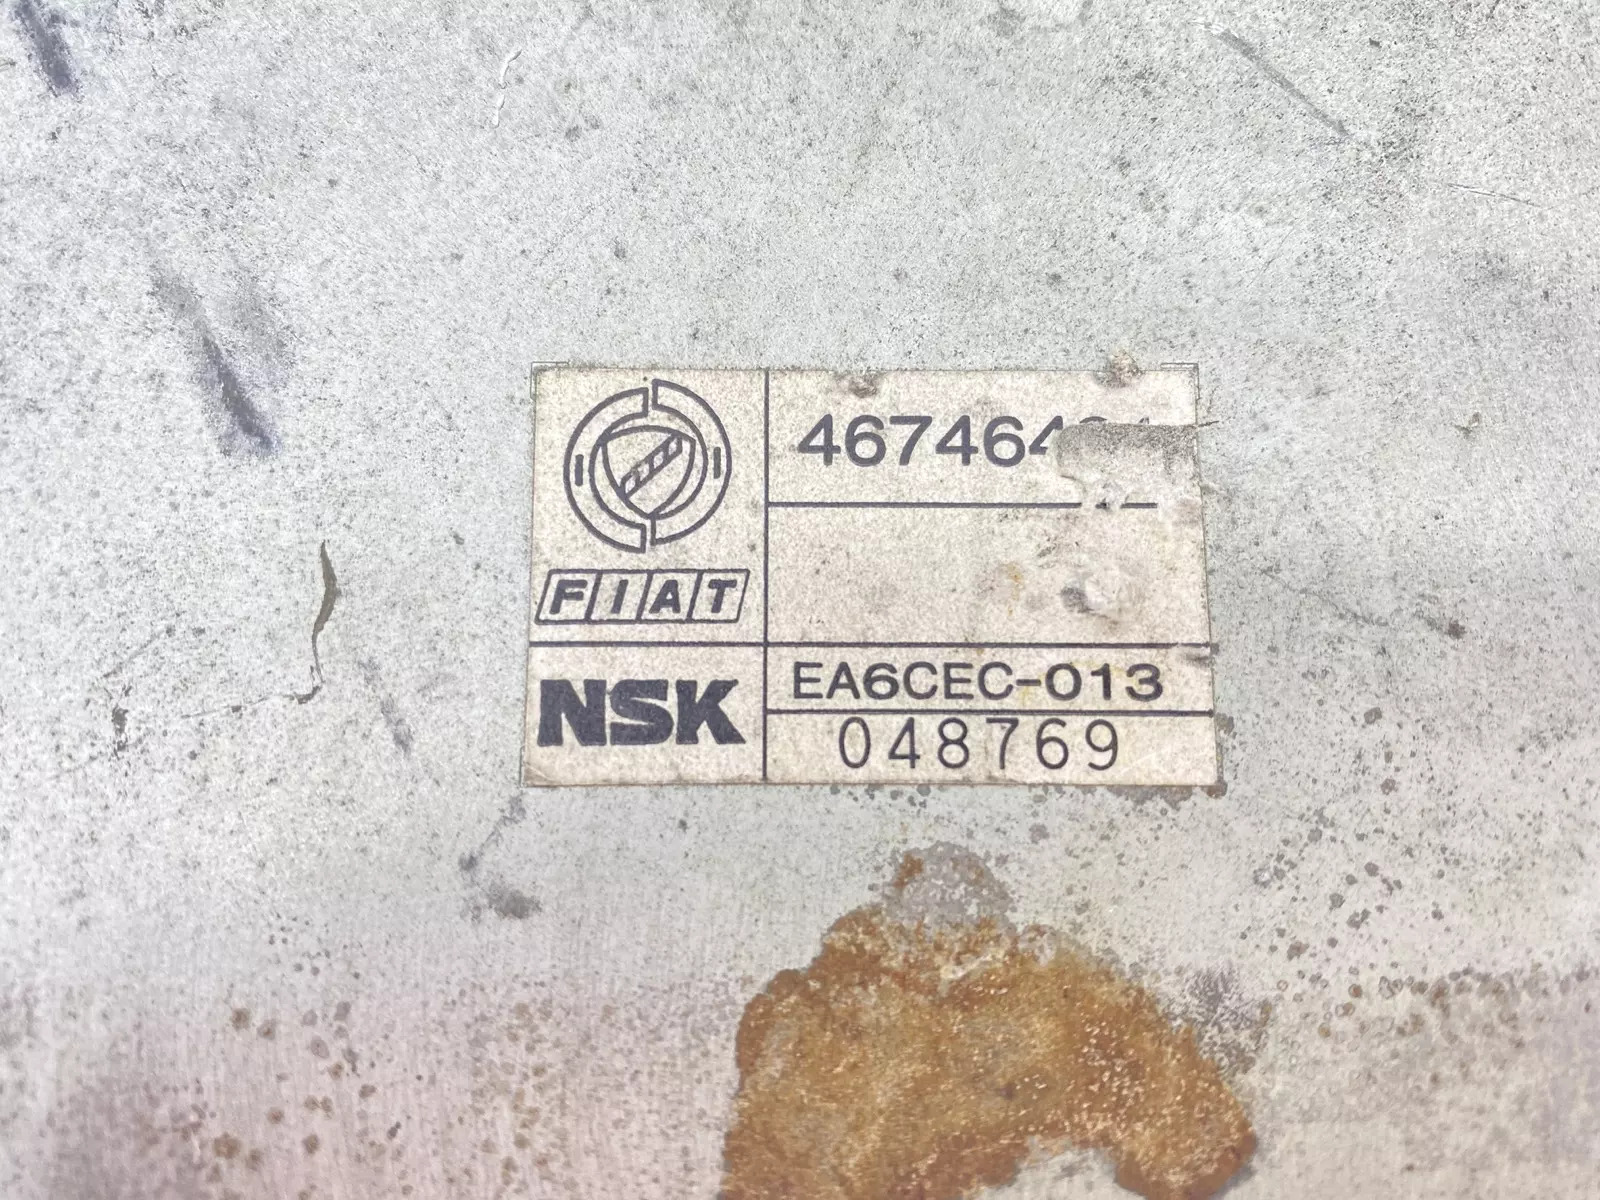 FIAT
NSK
EA6CEC-013
048769